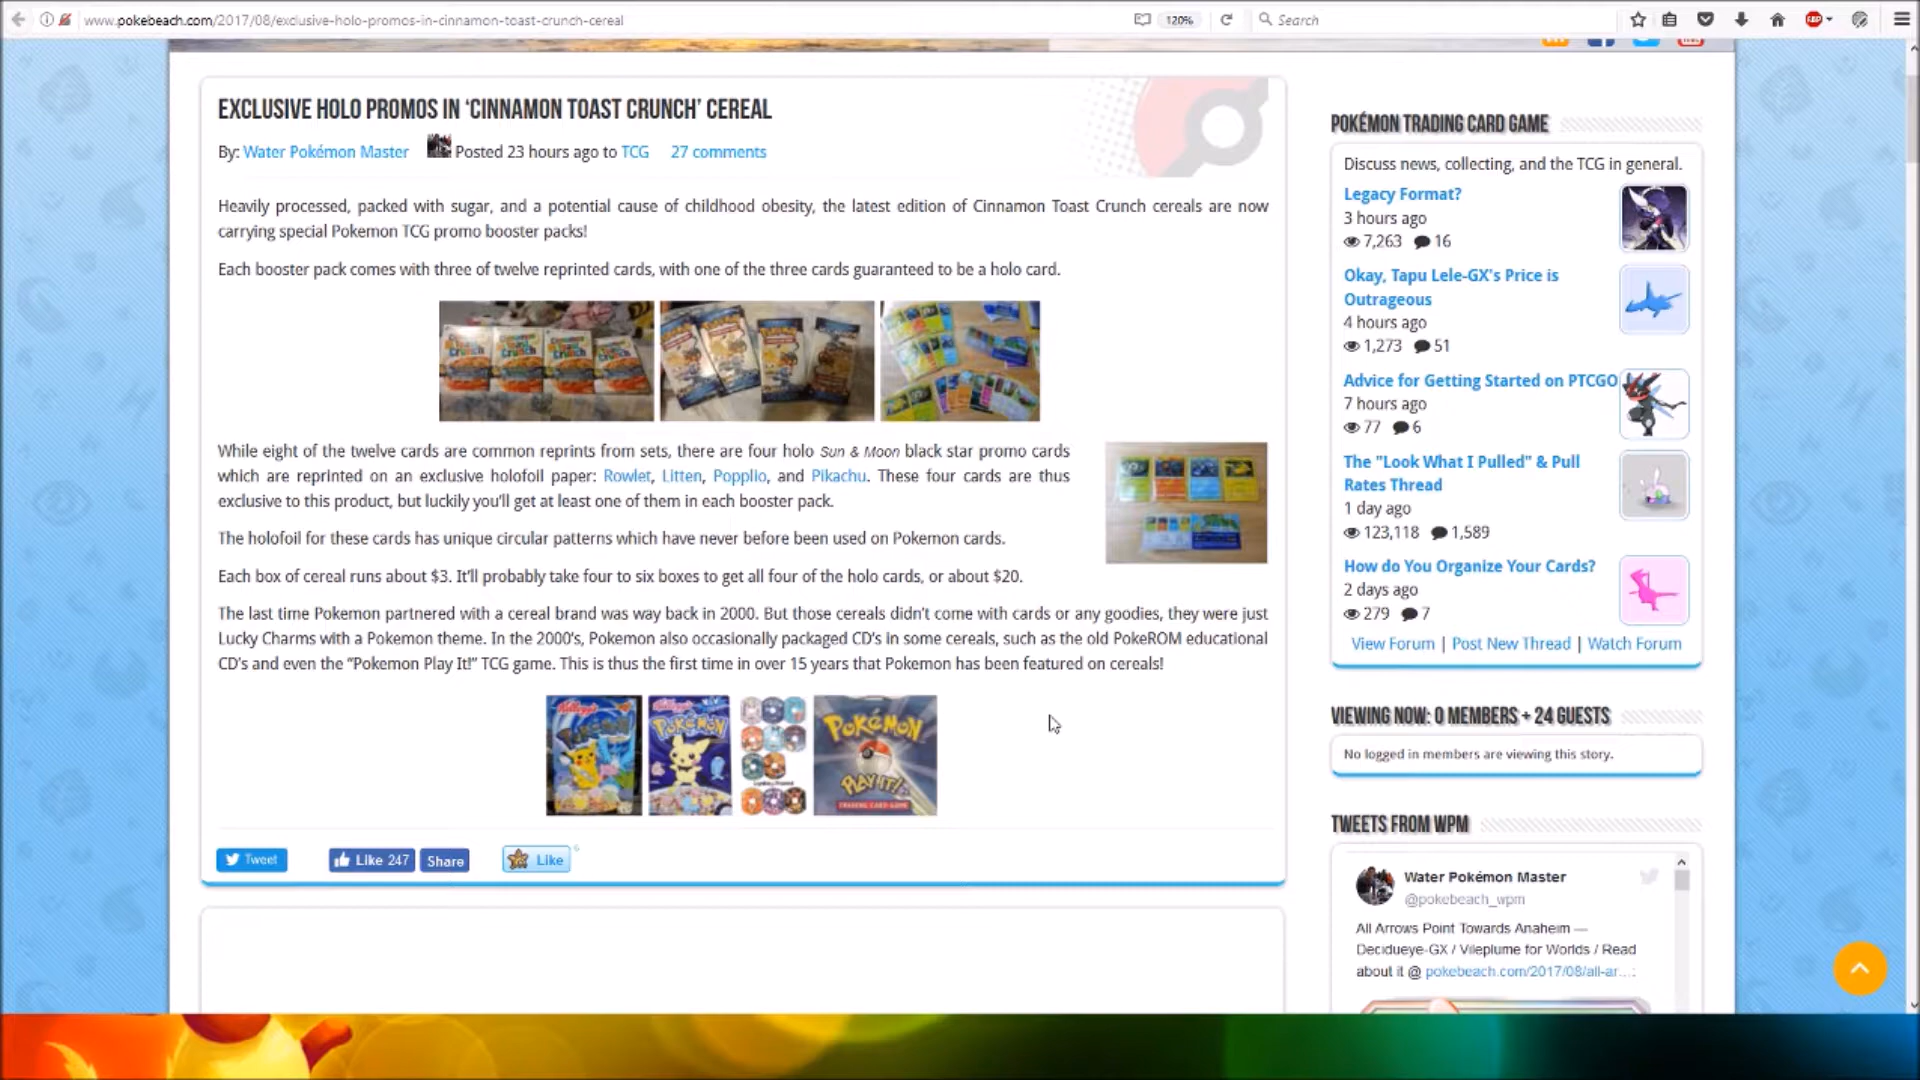 www.pokebeach.com/2017/08/exclusive-holo-promos-in-cinnamon-toast-crunch-cereal
120%
Search
ABP
EXCLUSIVE HOLO PROMOS IN ‘CINNAMON TOAST CRUNCH’ CEREAL
By: Water Pokémon Master Posted 23 hours ago to TCG 27 comments
Heavily processed, packed with sugar, and a potential cause of childhood obesity, the latest edition of Cinnamon Toast Crunch cereals are now
carrying special Pokemon TCG promo booster packs!
Each booster pack comes with three of twelve reprinted cards, with one of the three cards guaranteed to be a holo card.
While eight of the twelve cards are common reprints from sets, there are four holo Sun & Moon black star promo cards
which are reprinted on an exclusive holofoil paper: Rowlet, Litten, Popplio, and Pikachu. These four cards are thus
exclusive to this product, but luckily you'll get at least one of them in each booster pack.
The holofoil for these cards has unique circular patterns which have never before been used on Pokemon cards.
Each box of cereal runs about $3. It'll probably take four to six boxes to get all four of the holo cards, or about $20.
The last time Pokemon partnered with a cereal brand was way back in 2000. But those cereals didn't come with cards or any goodies, they were just
Lucky Charms with a Pokemon theme. In the 2000's, Pokemon also occasionally packaged CD's in some cereals, such as the old PokeROM educational
CD's and even the “Pokemon Play It!” TCG game. This is thus the first time in over 15 years that Pokemon has been featured on cereals!
Kellogg's
POKéMON
Kellogg's
POKéMON
POKéMON
PLAY IT!
TRADING CARD GAME
Tweet
Like 247
Share
Like
6
POKÉMON TRADING CARD GAME
Discuss news, collecting, and the TCG in general.
Legacy Format?
3 hours ago
7,263 16
Okay, Tapu Lele-GX's Price is
Outrageous
4 hours ago
1,273 51
Advice for Getting Started on PTCGO
7 hours ago
77 6
The "Look What I Pulled" & Pull
Rates Thread
1 day ago
123,118 1,589
How do You Organize Your Cards?
2 days ago
279 7
View Forum | Post New Thread | Watch Forum
VIEWING NOW: 0 MEMBERS + 24 GUESTS
No logged in members are viewing this story.
TWEETS FROM WPM
Water Pokémon Master
@pokebeach_wpm
All Arrows Point Towards Anaheim —
Decidueye-GX / Vileplume for Worlds / Read
about it @ pokebeach.com/2017/08/all-ar…: